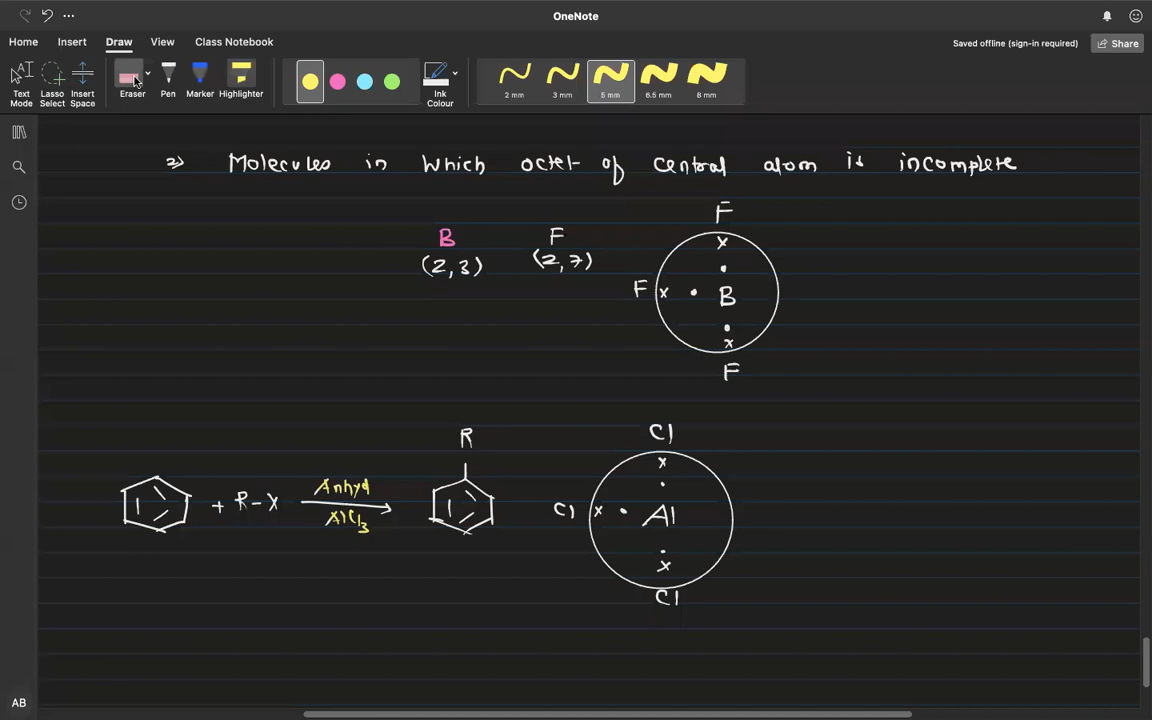 OneNote
Home Insert Draw View Class Notebook
Saved offline (sign-in required) Share
Text Mode
Lasso Select
Insert Space
Eraser
Pen
Marker
Highlighter
Ink Colour
2 mm
3 mm
5 mm
6.5 mm
8 mm
⇒ Molecules in which octet of central atom is incomplete
F
B F
(2,3) (2,7)
x
F x • B
x
F
R
Cl
x
Anhyd
+ R-X
AlCl3
Cl x • Al
x
Cl
AB